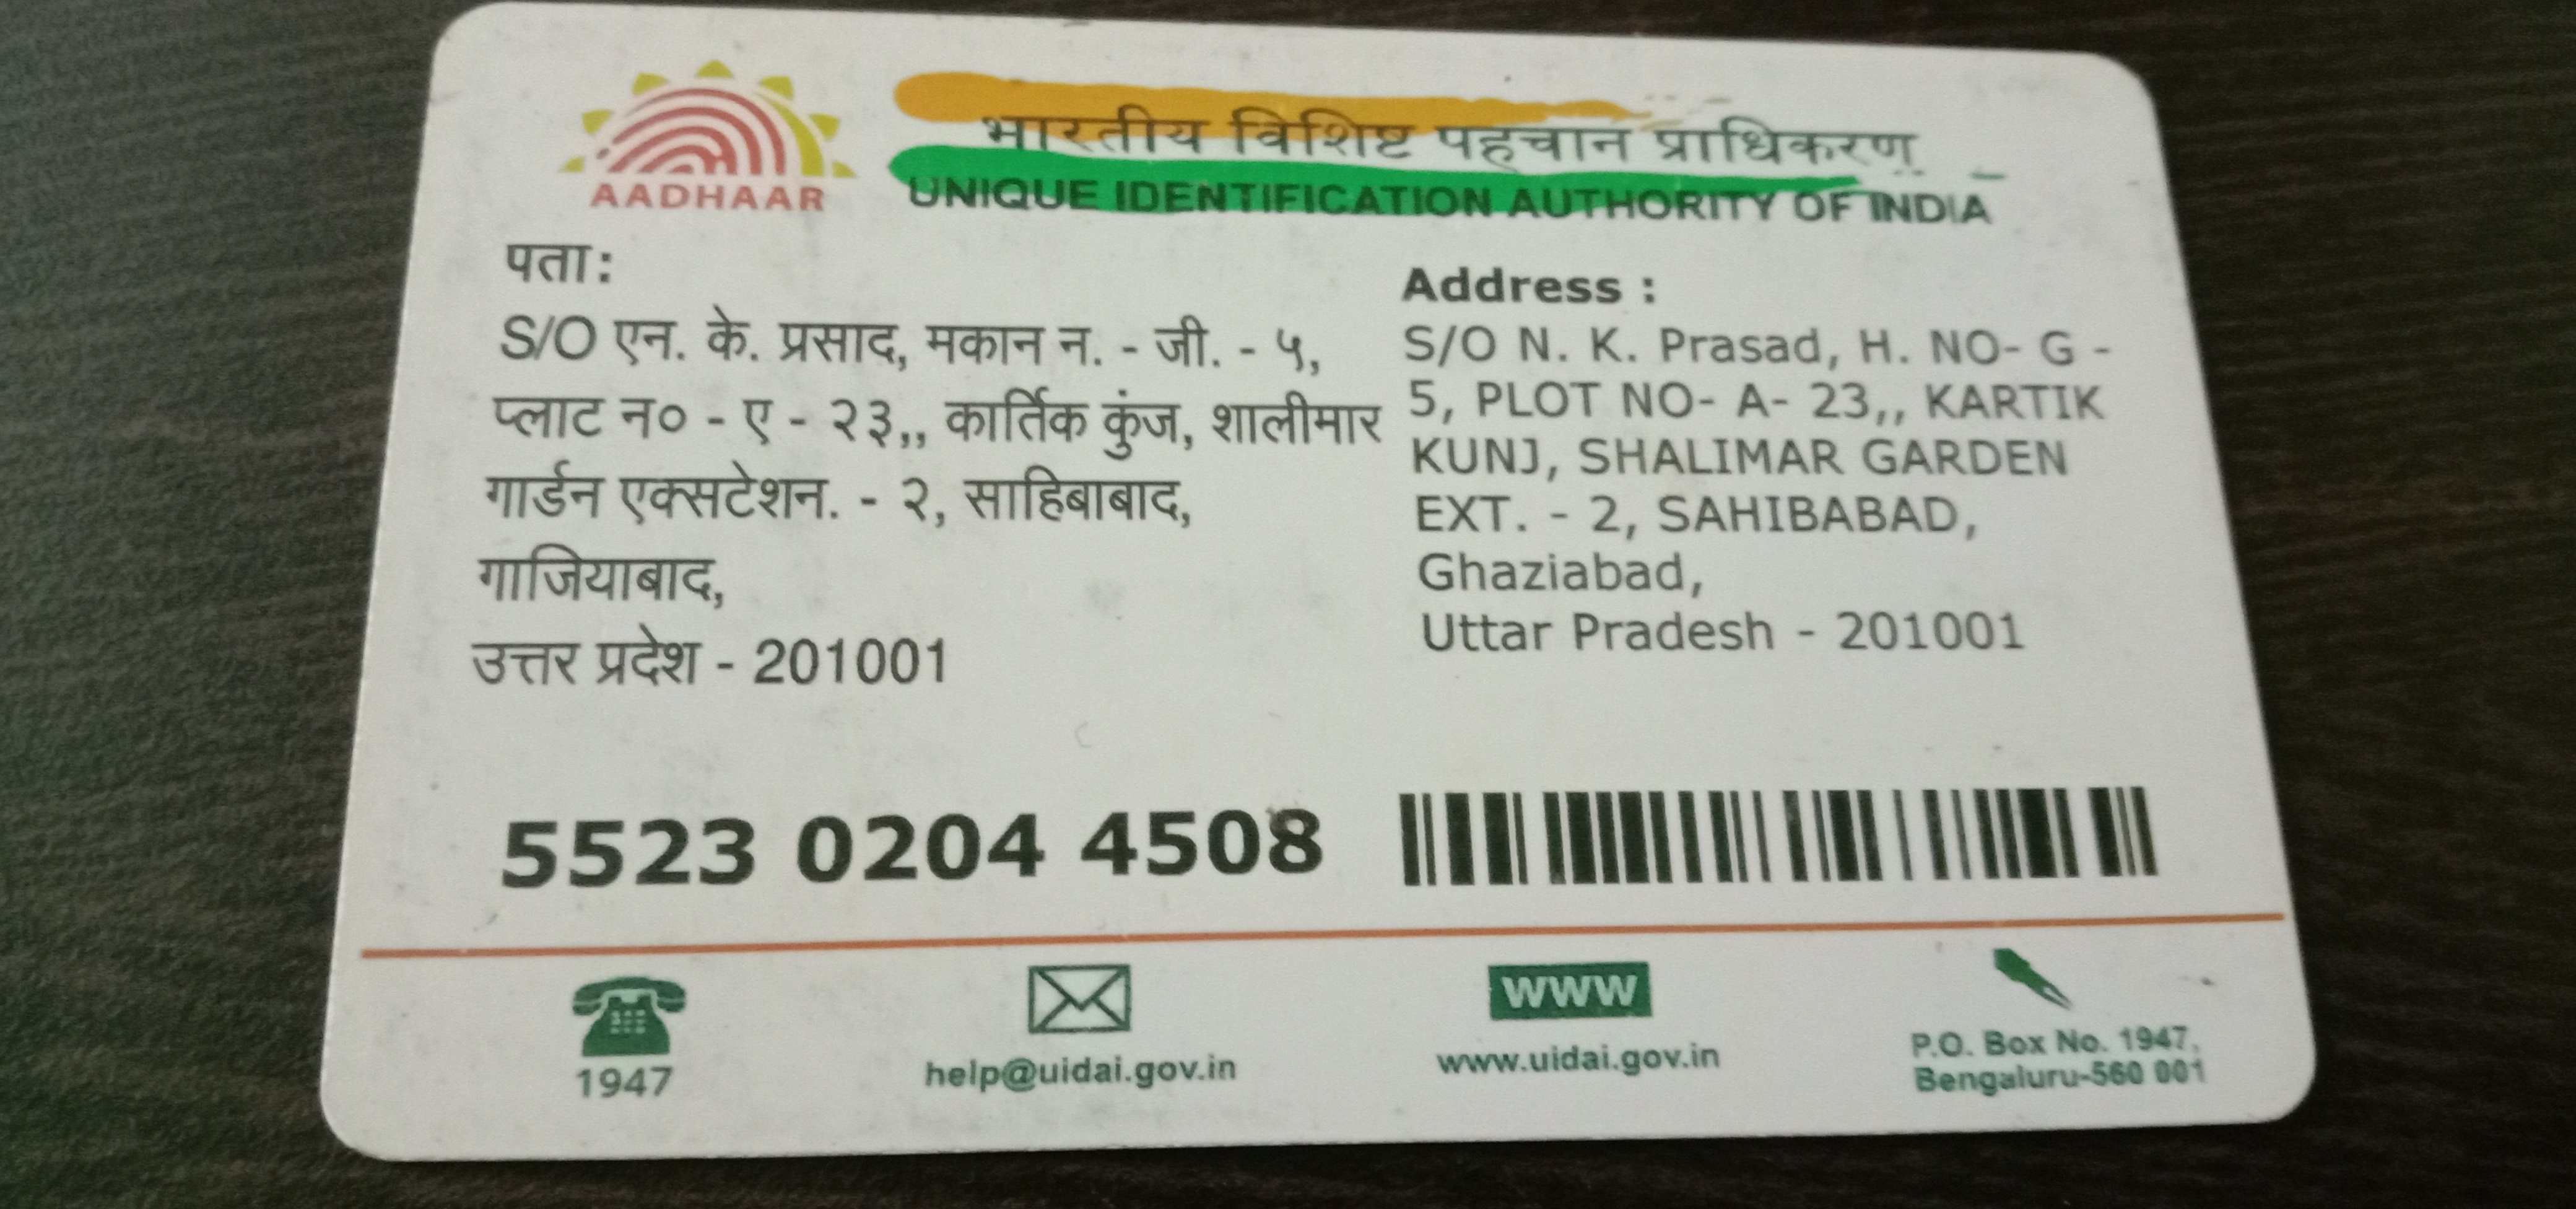 भारतीय विशिष्ट पहचान प्राधिकरण
UNIQUE IDENTIFICATION AUTHORITY OF INDIA
AADHAAR
पता:
S/O एन. के. प्रसाद, मकान न. - जी. - ५,
प्लाट न० - ए - २३,, कार्तिक कुंज, शालीमार
गार्डन एक्सटेशन. - २, साहिबाबाद,
गाजियाबाद,
उत्तर प्रदेश - 201001
Address :
S/O N. K. Prasad, H. NO- G -
5, PLOT NO- A- 23,, KARTIK
KUNJ, SHALIMAR GARDEN
EXT. - 2, SAHIBABAD,
Ghaziabad,
Uttar Pradesh - 201001
5523 0204 4508
1947
help@uidai.gov.in
www
www.uidai.gov.in
P.O. Box No. 1947,
Bengaluru-560 001